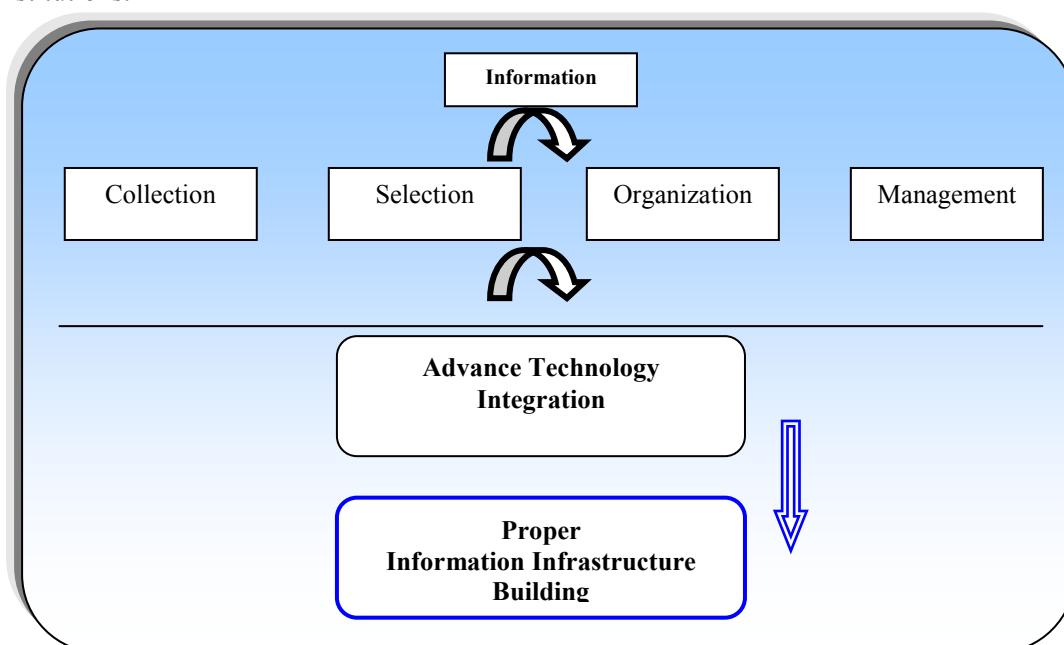 Information
Collection Selection Organization Management
Advance Technology
Integration
Proper
Information Infrastructure
Building